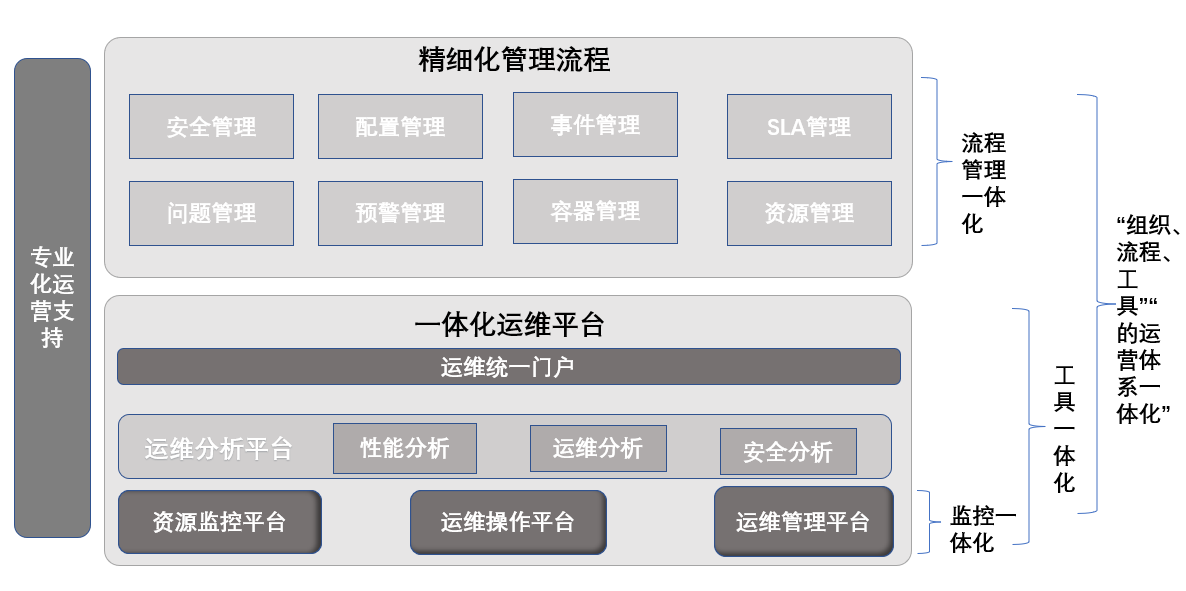 精细化管理流程
安全管理
配置管理
事件管理
SLA管理
问题管理
预警管理
容器管理
资源管理
专业
化运
营支
持
一体化运维平台
运维统一门户
运维分析平台
性能分析
运维分析
安全分析
资源监控平台
运维操作平台
运维管理平台
流程
管理
一体
化
监控一
体化
工
具
一
体
化
“组织、
流程、
工
具”“
的运
营体
系一
体化”